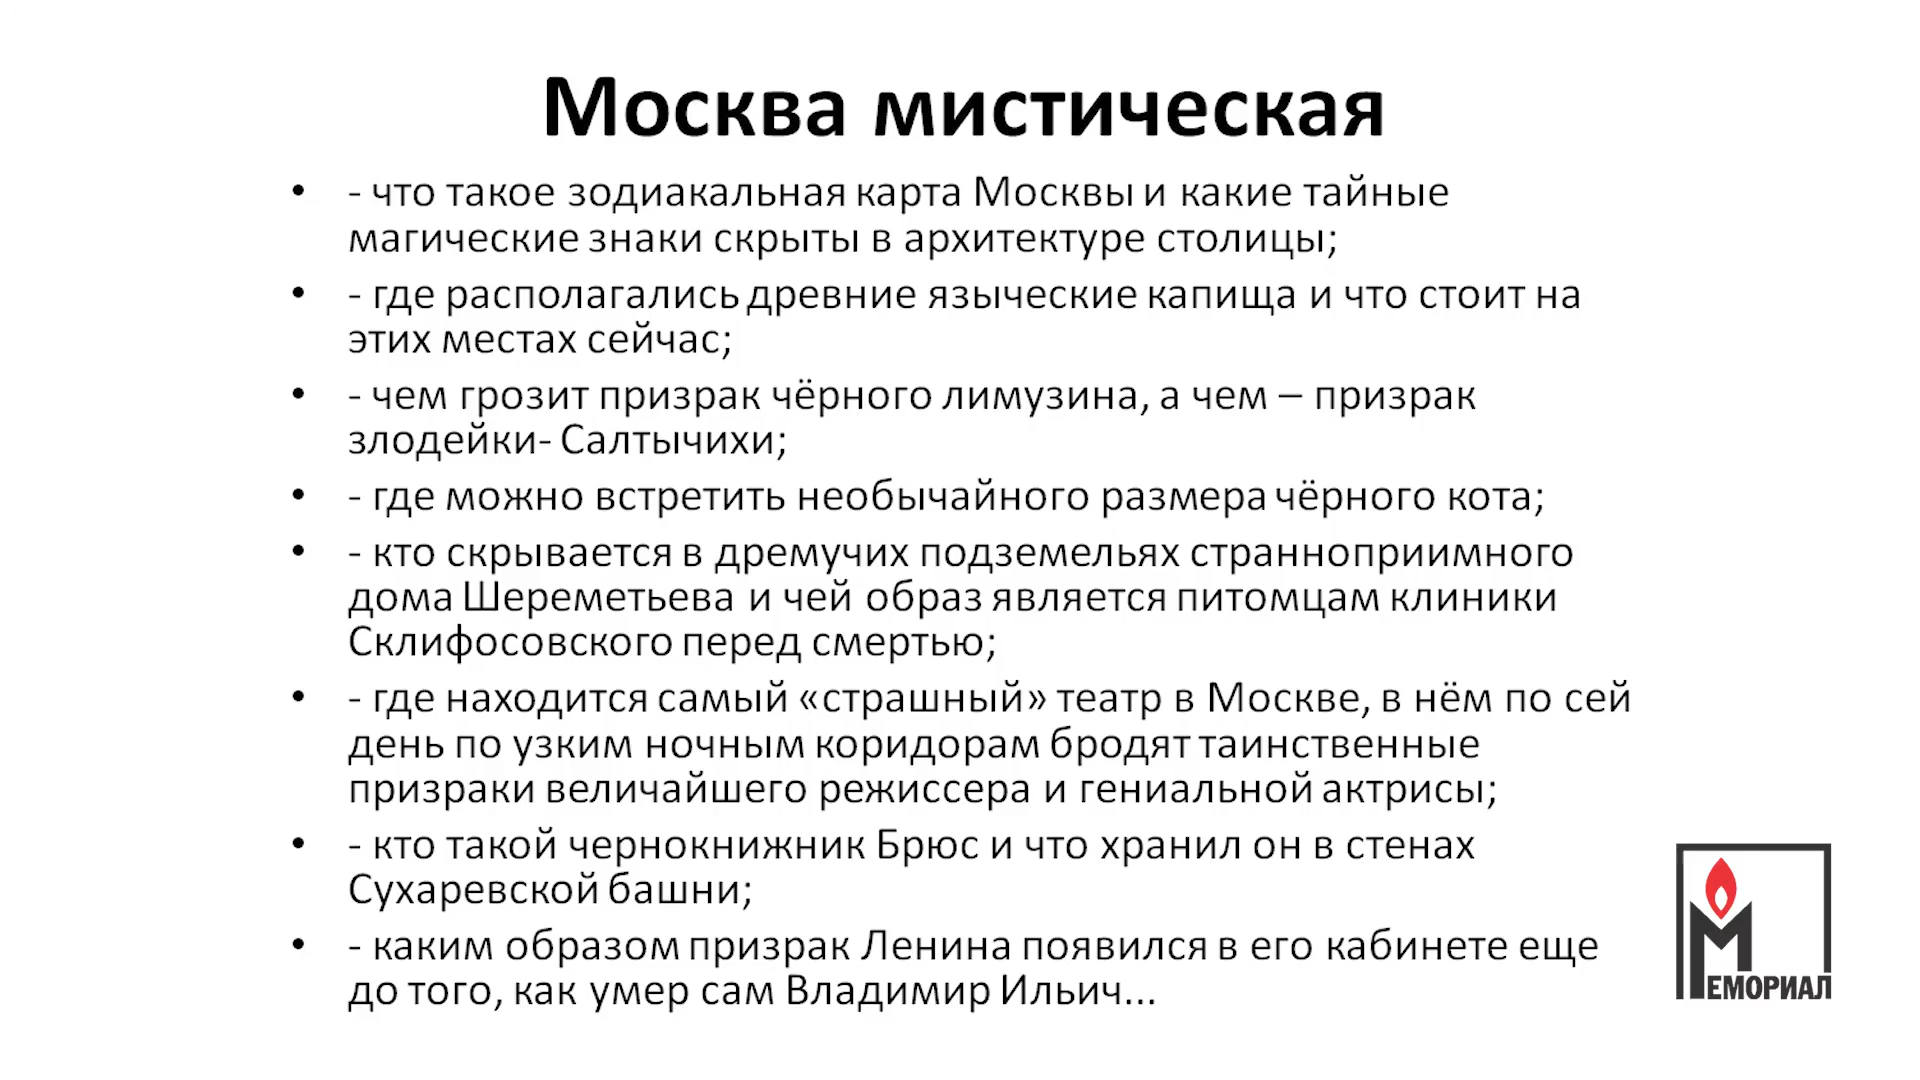 Москва мистическая
• - что такое зодиакальная карта Москвы и какие тайные
магические знаки скрыты в архитектуре столицы;
• - где располагались древние языческие капища и что стоит на
этих местах сейчас;
• - чем грозит призрак чёрного лимузина, а чем – призрак
злодейки- Салтычихи;
• - где можно встретить необычайного размера чёрного кота;
• - кто скрывается в дремучих подземельях странноприимного
дома Шереметьева и чей образ является питомцам клиники
Склифосовского перед смертью;
• - где находится самый «страшный» театр в Москве, в нём по сей
день по узким ночным коридорам бродят таинственные
призраки величайшего режиссера и гениальной актрисы;
• - кто такой чернокнижник Брюс и что хранил он в стенах
Сухаревской башни;
• - каким образом призрак Ленина появился в его кабинете еще
до того, как умер сам Владимир Ильич...
МЕМОРИАЛ